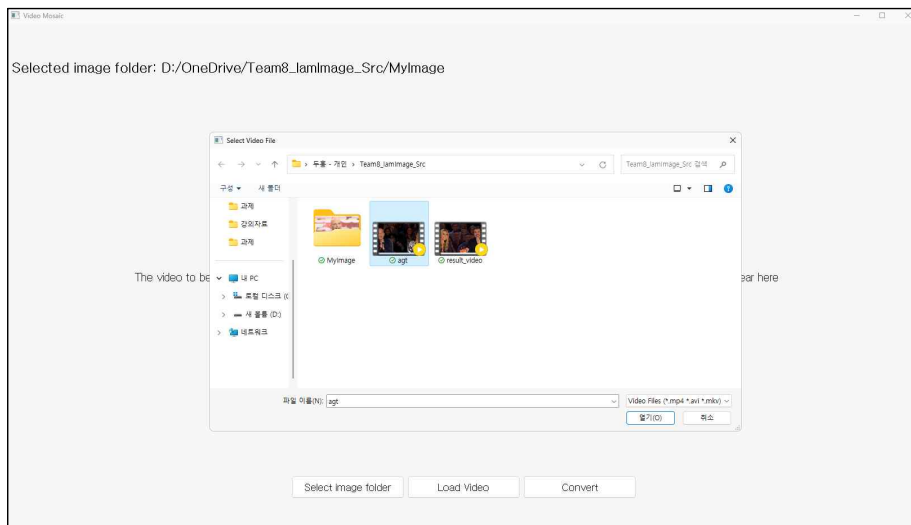 Video Mosaic
Selected image folder: D:/OneDrive/Team8_IamImage_Src/MyImage
Select Video File
두홍 - 개인 › Team8_IamImage_Src
Team8_IamImage_Src 검색
구성
새 폴더
과제
강의자료
과제
내 PC
로컬 디스크 (C
새 볼륨 (D:)
네트워크
MyImage
agt
result_video
The video to be
ear here
파일 이름(N):
agt
Video Files (*.mp4 *.avi *.mkv)
열기(O)
취소
Select image folder
Load Video
Convert